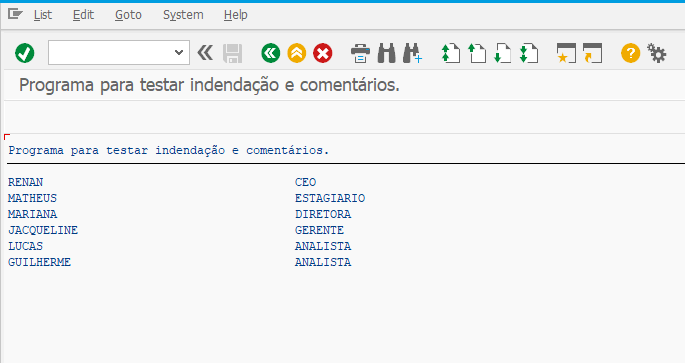 List Edit Goto System Help
Programa para testar indendação e comentários.
Programa para testar indendação e comentários.
RENAN CEO
MATHEUS ESTAGIARIO
MARIANA DIRETORA
JACQUELINE GERENTE
LUCAS ANALISTA
GUILHERME ANALISTA